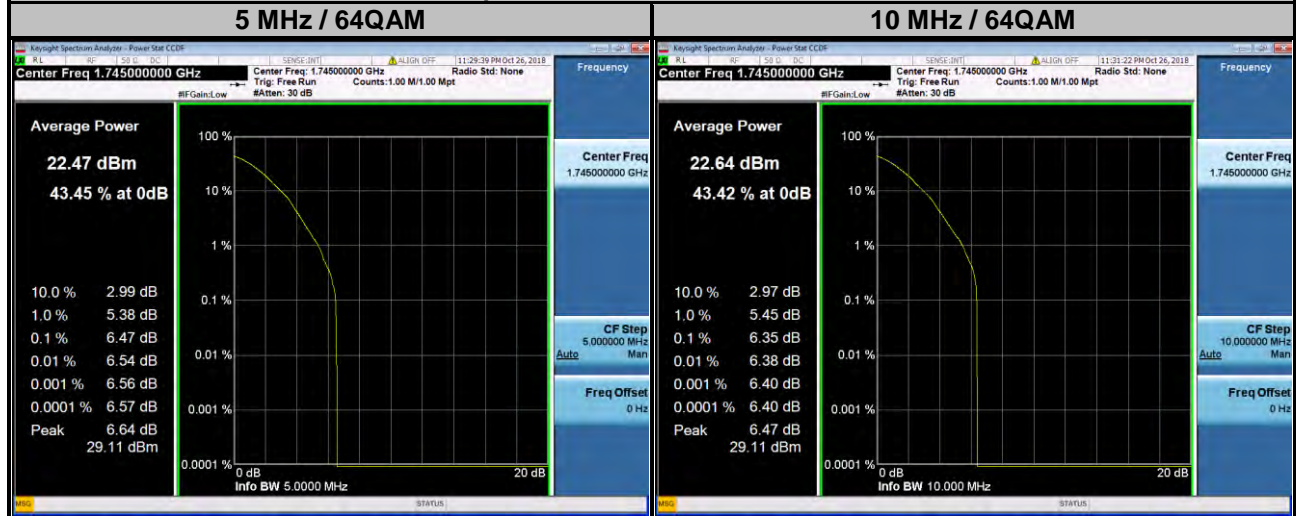 5 MHz / 64QAM
Keysight Spectrum Analyzer - Power Stat CCDF
RL RF 50 Ω DC SENSE:INT ALIGN OFF 11:29:39 PM Oct 26, 2018
Center Freq 1.745000000 GHz
Center Freq: 1.745000000 GHz Radio Std: None
Trig: Free Run Counts:1.00 M/1.00 Mpt
#IFGain:Low #Atten: 30 dB
Average Power
22.47 dBm
43.45 % at 0dB
10.0 % 2.99 dB
1.0 % 5.38 dB
0.1 % 6.47 dB
0.01 % 6.54 dB
0.001 % 6.56 dB
0.0001 % 6.57 dB
Peak 6.64 dB
29.11 dBm
100 %
10 %
1 %
0.1 %
0.01 %
0.001 %
0.0001 %
0 dB 20 dB
Info BW 5.0000 MHz
Frequency
Center Freq
1.745000000 GHz
CF Step
5.000000 MHz
Auto Man
Freq Offset
0 Hz
MSG STATUS
10 MHz / 64QAM
Keysight Spectrum Analyzer - Power Stat CCDF
RL RF 50 Ω DC SENSE:INT ALIGN OFF 11:31:22 PM Oct 26, 2018
Center Freq 1.745000000 GHz
Center Freq: 1.745000000 GHz Radio Std: None
Trig: Free Run Counts:1.00 M/1.00 Mpt
#IFGain:Low #Atten: 30 dB
Average Power
22.64 dBm
43.42 % at 0dB
10.0 % 2.97 dB
1.0 % 5.45 dB
0.1 % 6.35 dB
0.01 % 6.38 dB
0.001 % 6.40 dB
0.0001 % 6.40 dB
Peak 6.47 dB
29.11 dBm
100 %
10 %
1 %
0.1 %
0.01 %
0.001 %
0.0001 %
0 dB 20 dB
Info BW 10.000 MHz
Frequency
Center Freq
1.745000000 GHz
CF Step
10.000000 MHz
Auto Man
Freq Offset
0 Hz
MSG STATUS